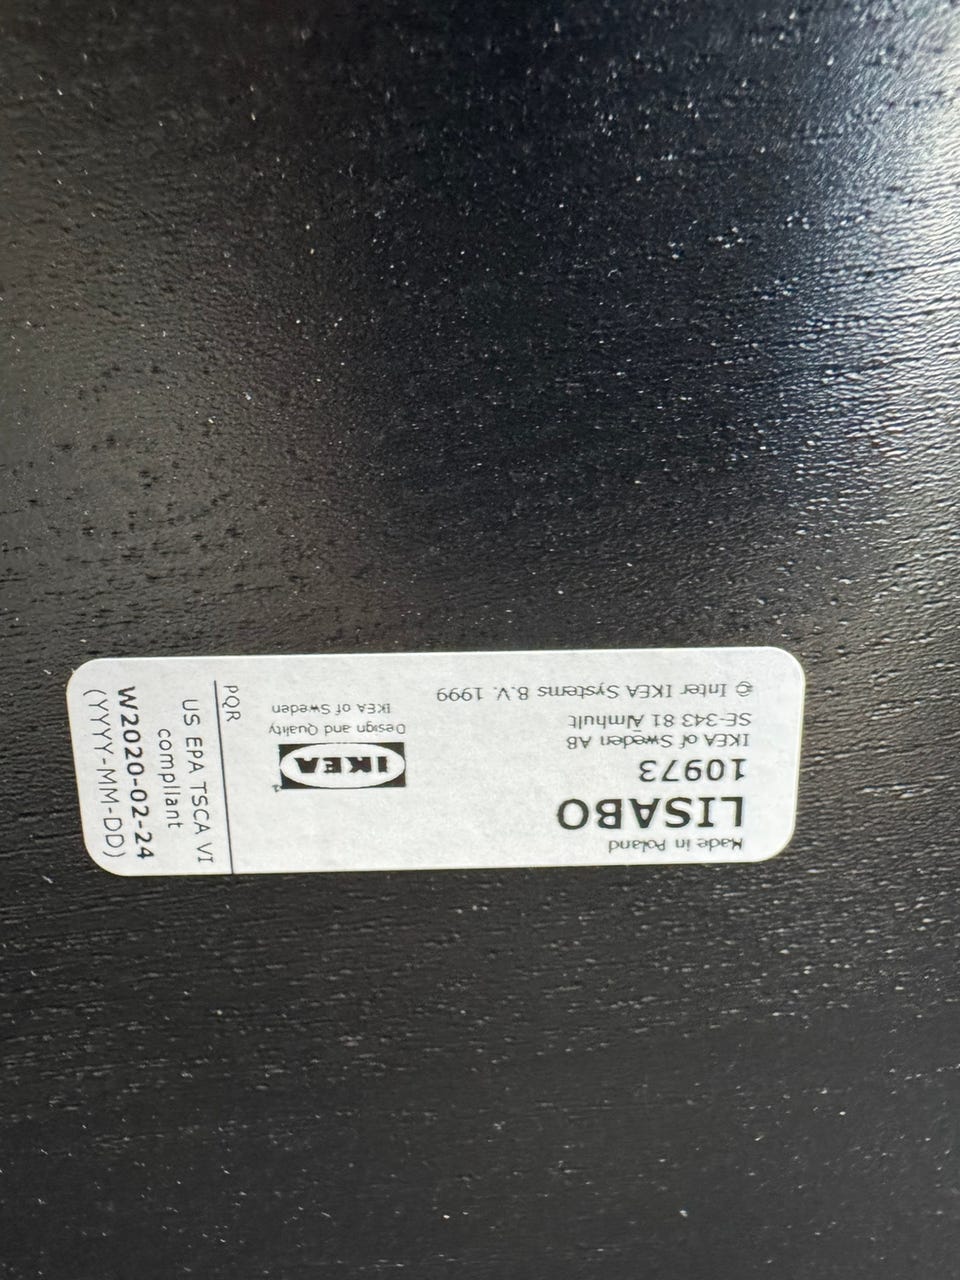 Made in Poland
LISABO
10973
IKEA of Sweden AB
SE-343 81 Älmhult
© Inter IKEA Systems B.V. 1999
IKEA
Design and Quality
IKEA of Sweden
PQR
US EPA TSCA VI
compliant
W2020-02-24
(YYYY-MM-DD)